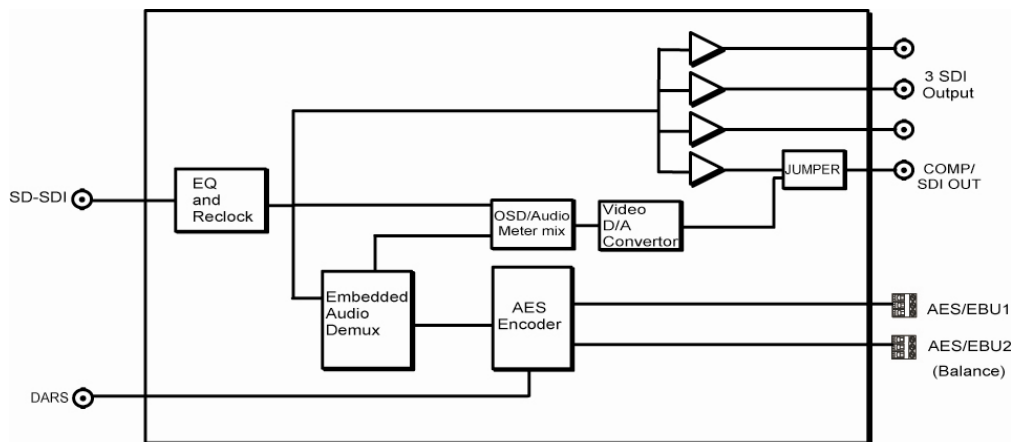 3 SDI
Output
SD-SDI
EQ
and
Reclock
JUMPER
COMP/
SDI OUT
OSD/Audio
Meter mix
Video
D/A
Convertor
Embedded
Audio
Demux
AES
Encoder
AES/EBU1
AES/EBU2
(Balance)
DARS